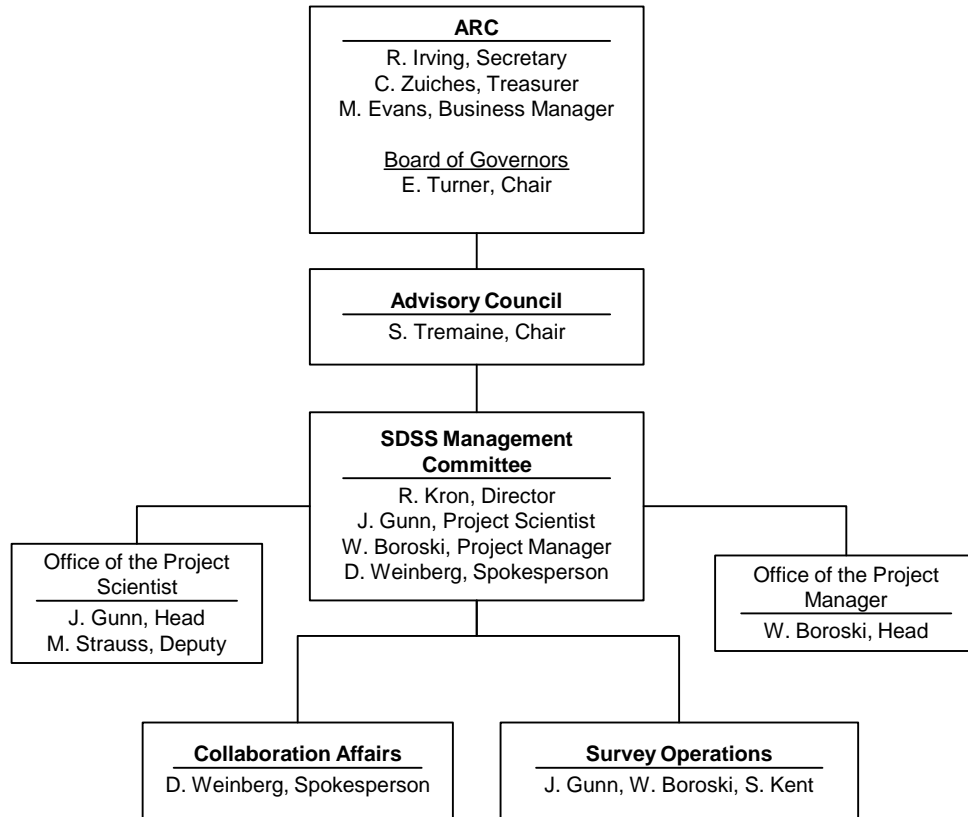 ARC
R. Irving, Secretary
C. Zuiches, Treasurer
M. Evans, Business Manager
Board of Governors
E. Turner, Chair
Advisory Council
S. Tremaine, Chair
SDSS Management
Committee
R. Kron, Director
J. Gunn, Project Scientist
W. Boroski, Project Manager
D. Weinberg, Spokesperson
Office of the Project
Scientist
J. Gunn, Head
M. Strauss, Deputy
Office of the Project
Manager
W. Boroski, Head
Collaboration Affairs
D. Weinberg, Spokesperson
Survey Operations
J. Gunn, W. Boroski, S. Kent